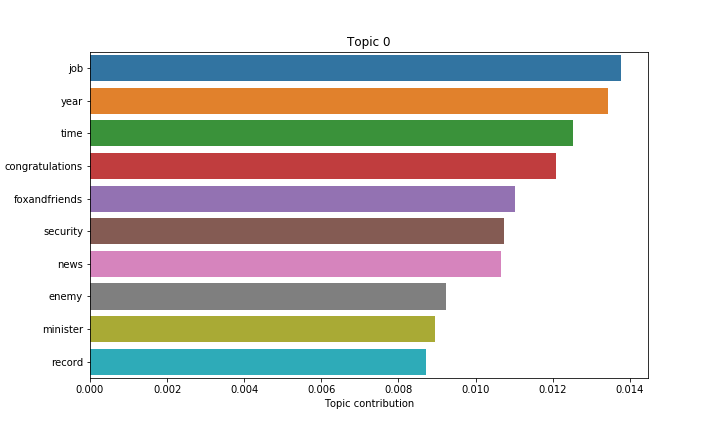 Topic 0
job
year
time
congratulations
foxandfriends
security
news
enemy
minister
record
0.000 0.002 0.004 0.006 0.008 0.010 0.012 0.014
Topic contribution